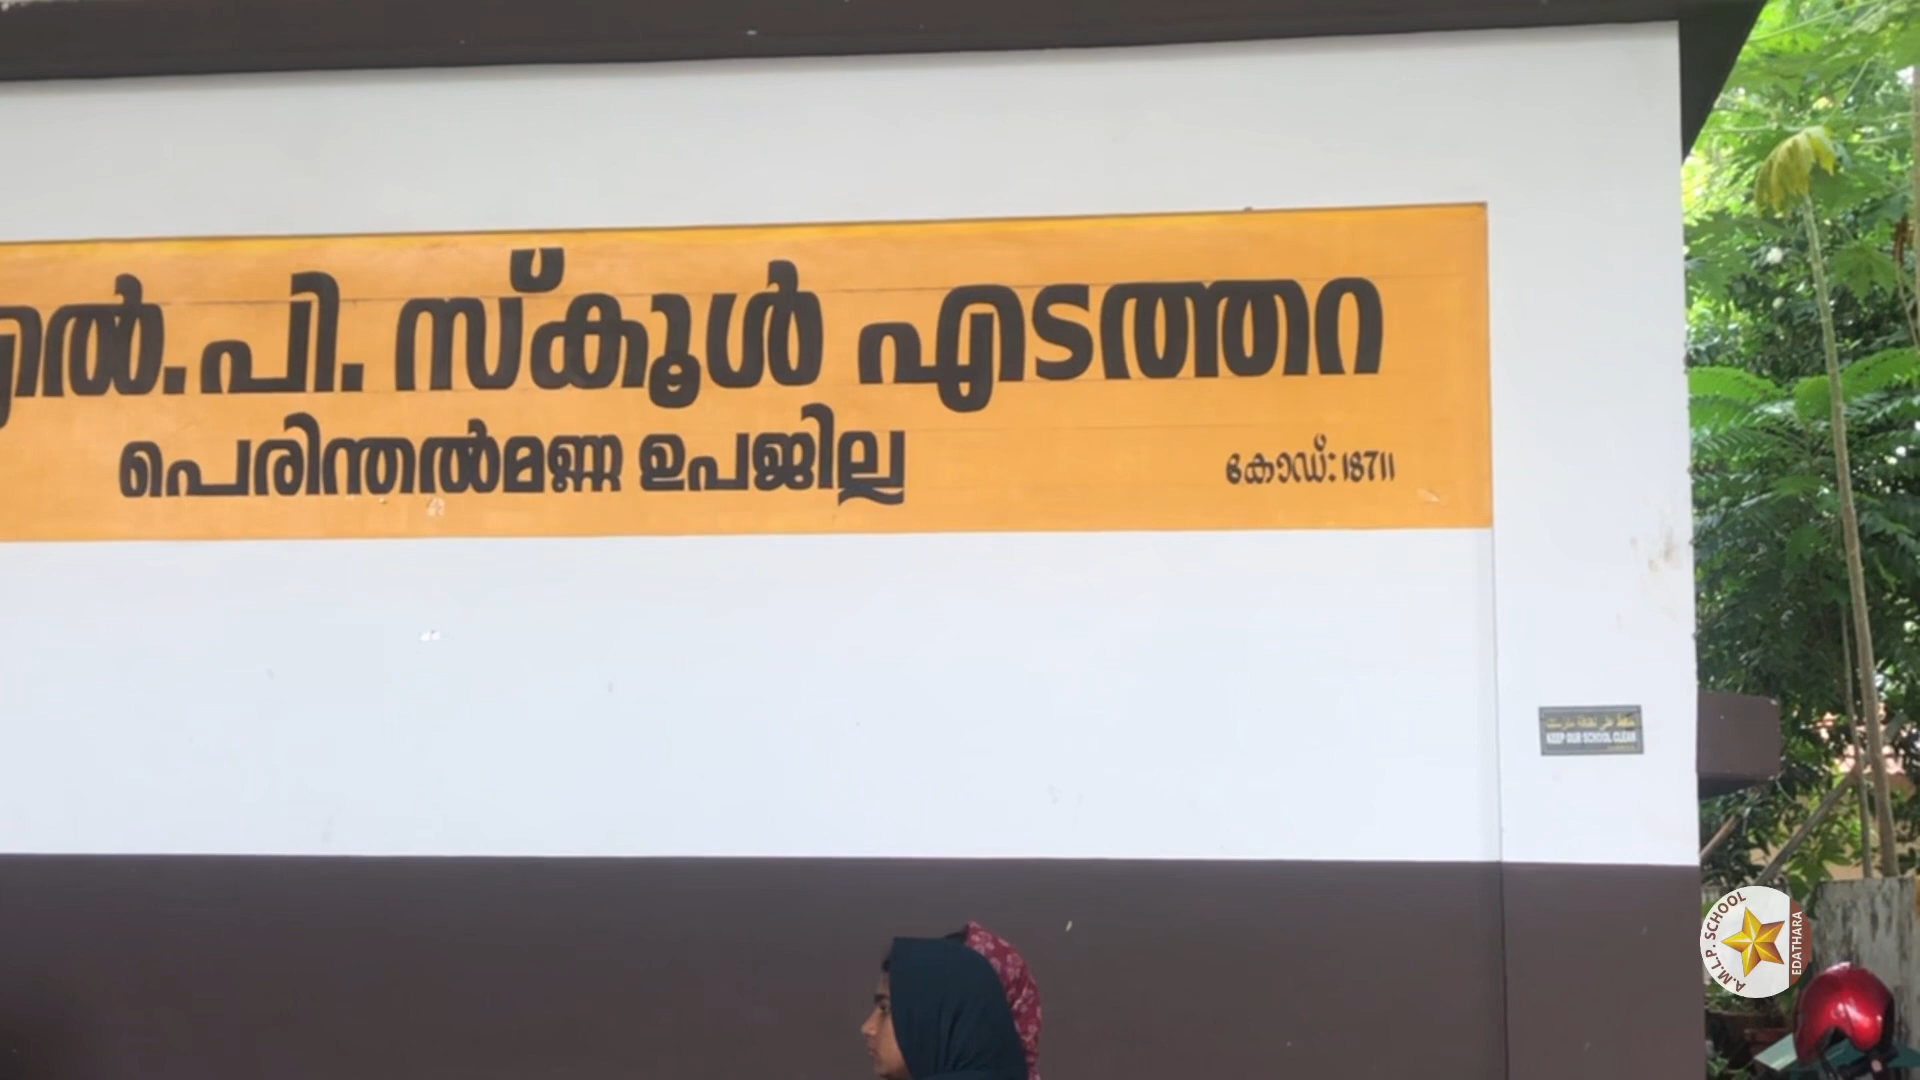 എൽ.പി. സ്കൂൾ എടത്തറ
പെരിന്തൽമണ്ണ ഉപജില്ല
കോഡ്: 18711
KEEP OUR SCHOOL CLEAN
A.M.L.P. SCHOOL
EDATHARA